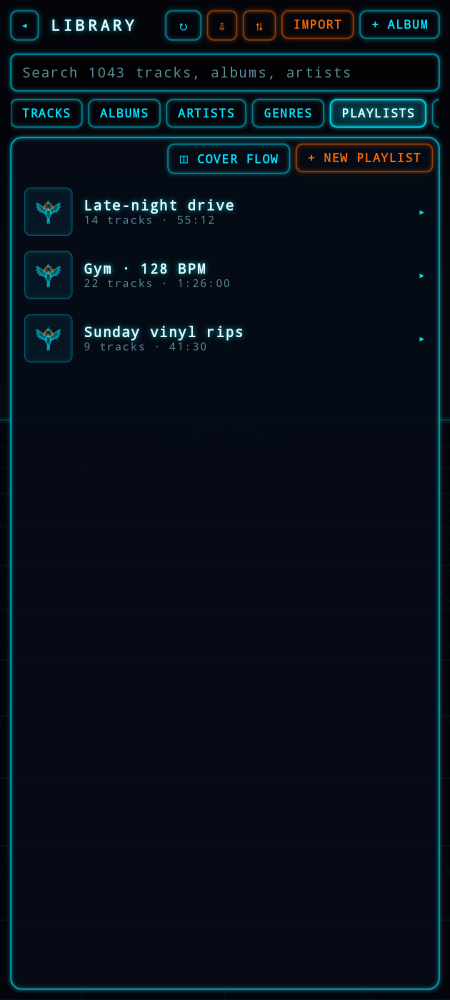 LIBRARY
IMPORT
+ ALBUM
Search 1043 tracks, albums, artists
TRACKS
ALBUMS
ARTISTS
GENRES
PLAYLISTS
COVER FLOW
+ NEW PLAYLIST
Late-night drive
14 tracks · 55:12
Gym · 128 BPM
22 tracks · 1:26:00
Sunday vinyl rips
9 tracks · 41:30